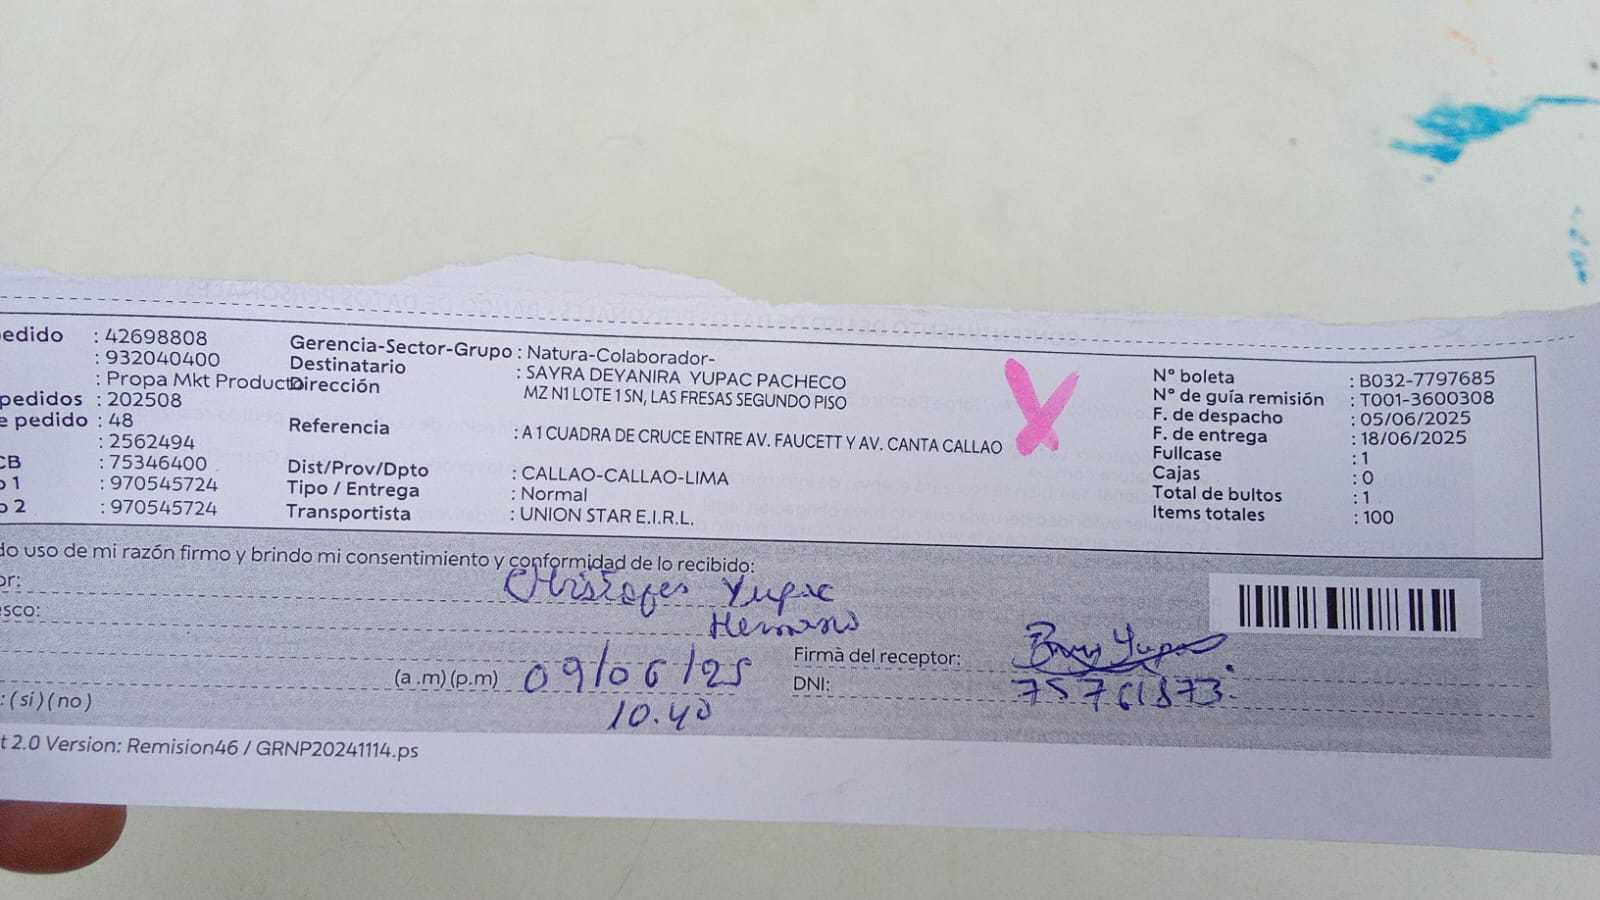 edido : 42698808
: 932040400
: Propa Mkt Producto
pedidos : 202508
e pedido : 48
: 2562494
CB : 75346400
o 1 : 970545724
o 2 : 970545724
Gerencia-Sector-Grupo : Natura-Colaborador-
Destinatario : SAYRA DEYANIRA YUPAC PACHECO
Dirección MZ N1 LOTE 1 SN, LAS FRESAS SEGUNDO PISO
Referencia : A 1 CUADRA DE CRUCE ENTRE AV. FAUCETT Y AV. CANTA CALLAO
Dist/Prov/Dpto : CALLAO-CALLAO-LIMA
Tipo / Entrega : Normal
Transportista : UNION STAR E.I.R.L.
N° boleta : B032-7797685
N° de guía remisión : T001-3600308
F. de despacho : 05/06/2025
F. de entrega : 18/06/2025
Fullcase : 1
Cajas : 0
Total de bultos : 1
Items totales : 100
do uso de mi razón firmo y brindo mi consentimiento y conformidad de lo recibido:
or: Yupac
esco: Hermano
(a .m) (p.m) 09/06/25
10.40
Firma del receptor: Yupac
DNI: 75761873
: ( si ) ( no )
t 2.0 Version: Remision46 / GRNP20241114.ps